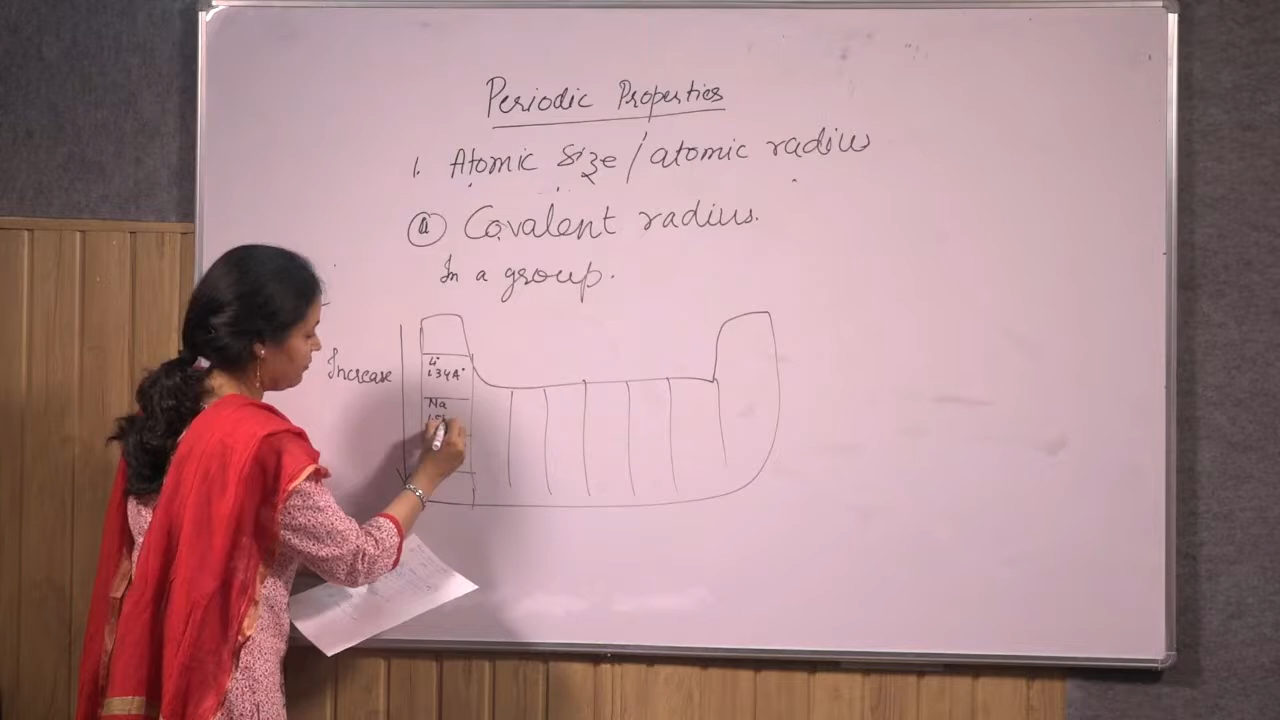 Periodic Properties
1. Atomic Size / atomic radius
(a) Covalent radius.
In a group.
Increase
Li
1.34A°
Na